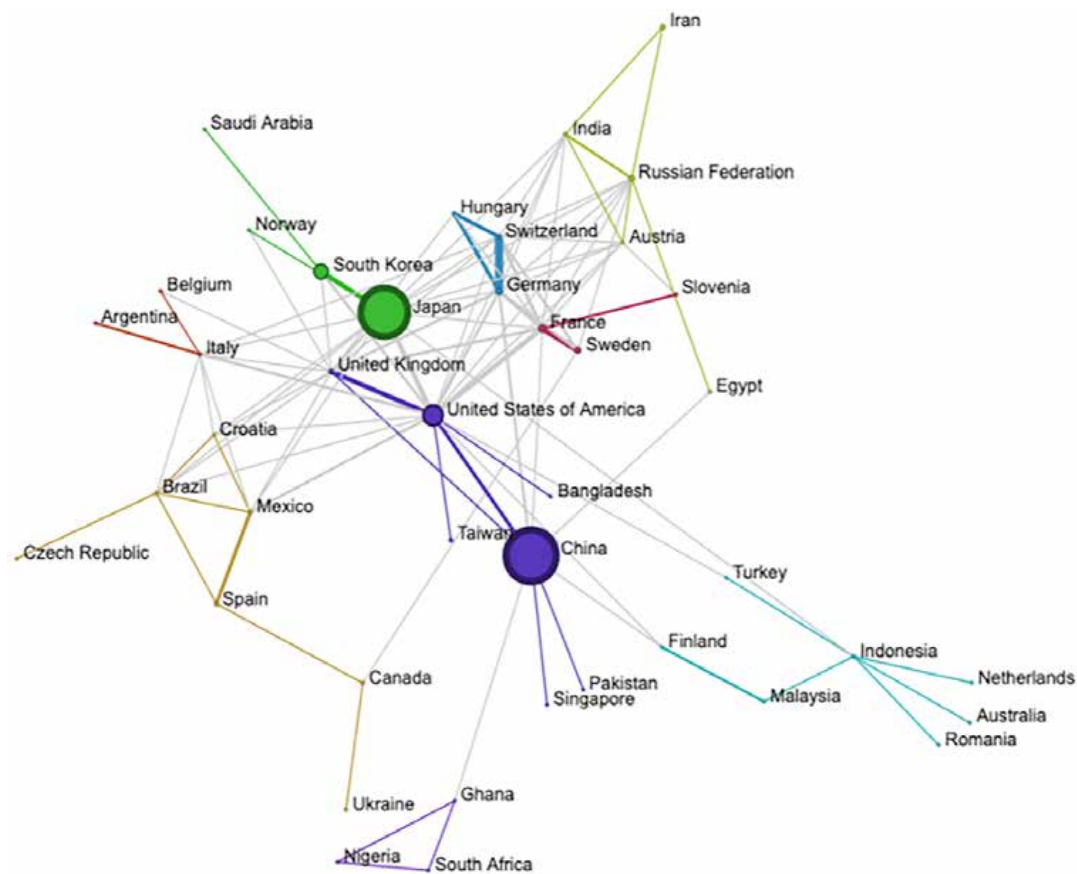 Iran
Saudi Arabia
India
Russian Federation
Hungary
Norway
Switzerland
Austria
South Korea
Belgium
Germany
Slovenia
Japan
Argentina
France
Italy
Sweden
United Kingdom
Egypt
United States of America
Croatia
Brazil
Bangladesh
Mexico
Taiwan
China
Czech Republic
Turkey
Spain
Finland
Indonesia
Canada
Netherlands
Pakistan
Malaysia
Singapore
Australia
Romania
Ghana
Ukraine
Nigeria
South Africa